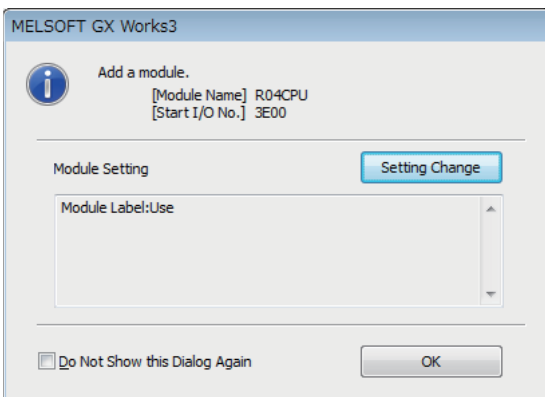 MELSOFT GX Works3
Add a module.
[Module Name] R04CPU
[Start I/O No.] 3E00
Module Setting
Setting Change
Module Label:Use
Do Not Show this Dialog Again
OK